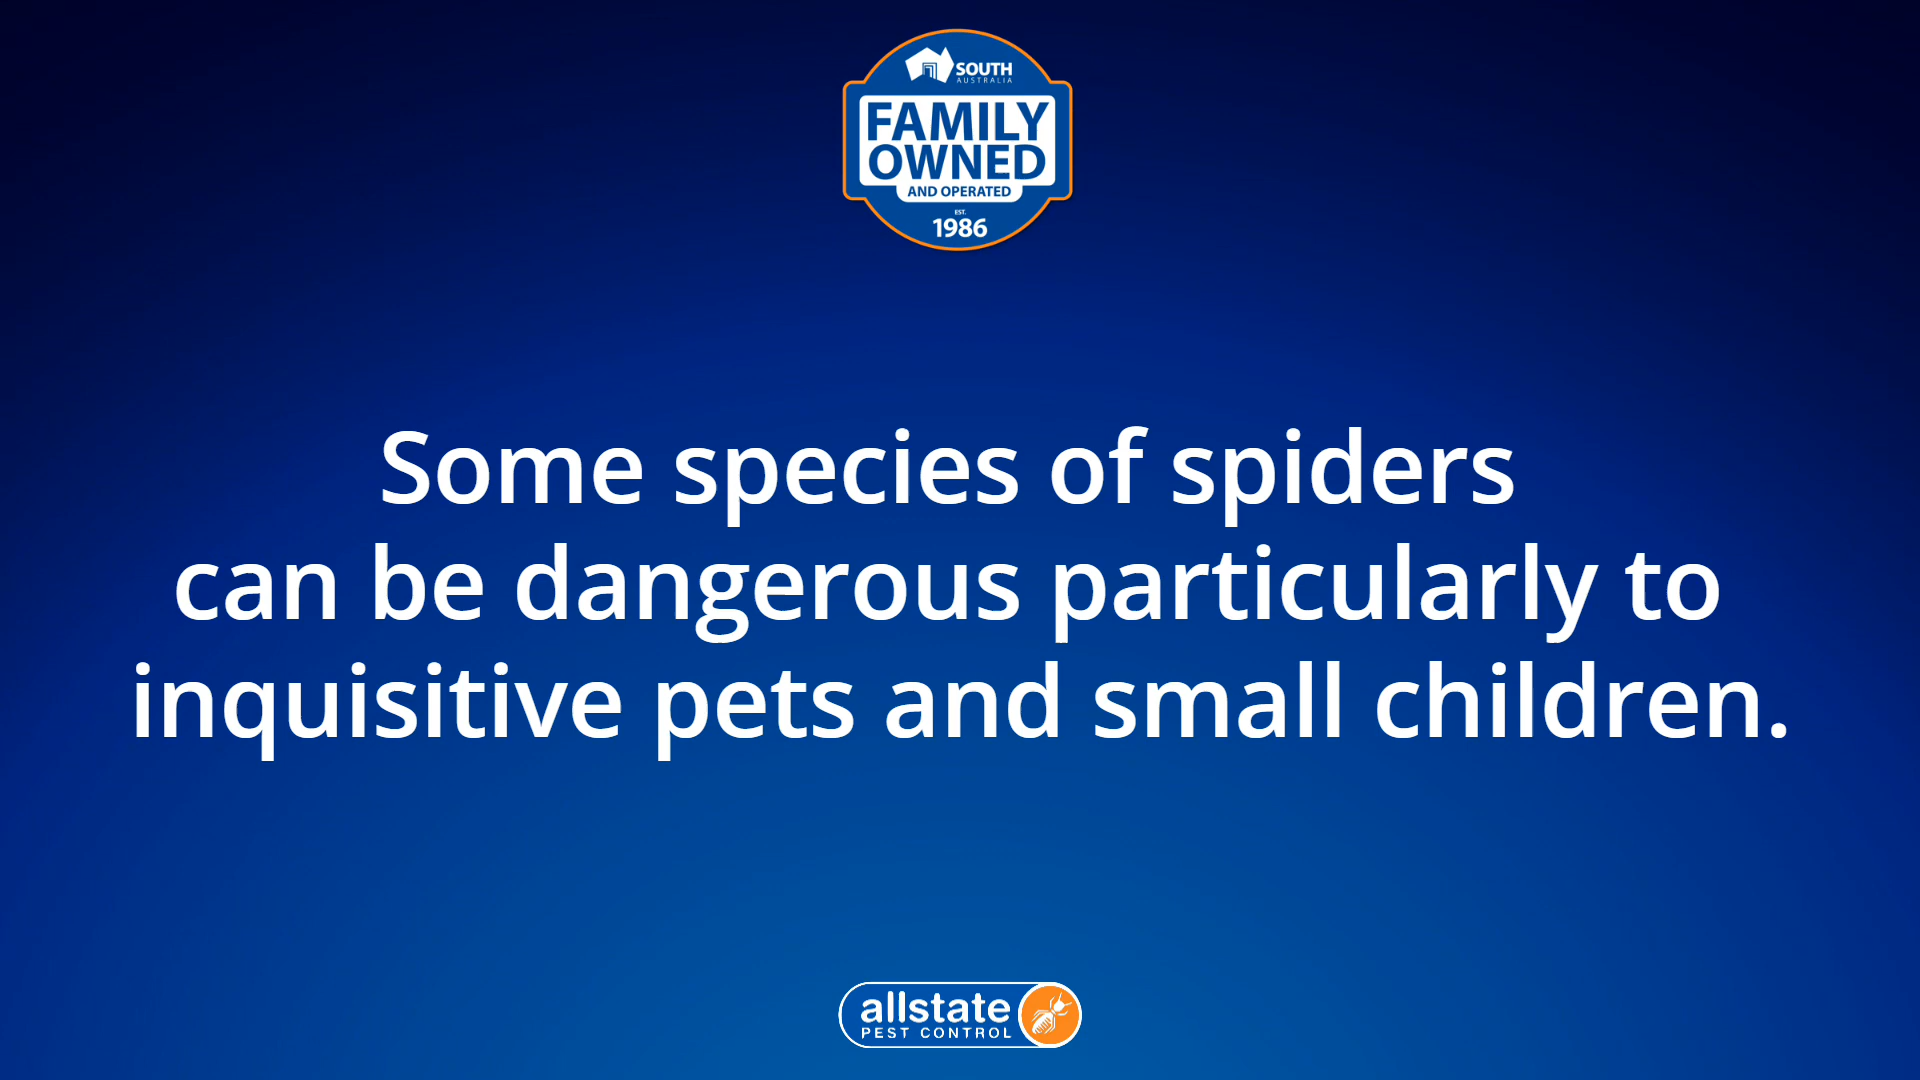 SOUTH
AUSTRALIA
FAMILY
OWNED
AND OPERATED
EST.
1986
Some species of spiders
can be dangerous particularly to
inquisitive pets and small children.
allstate
PEST CONTROL